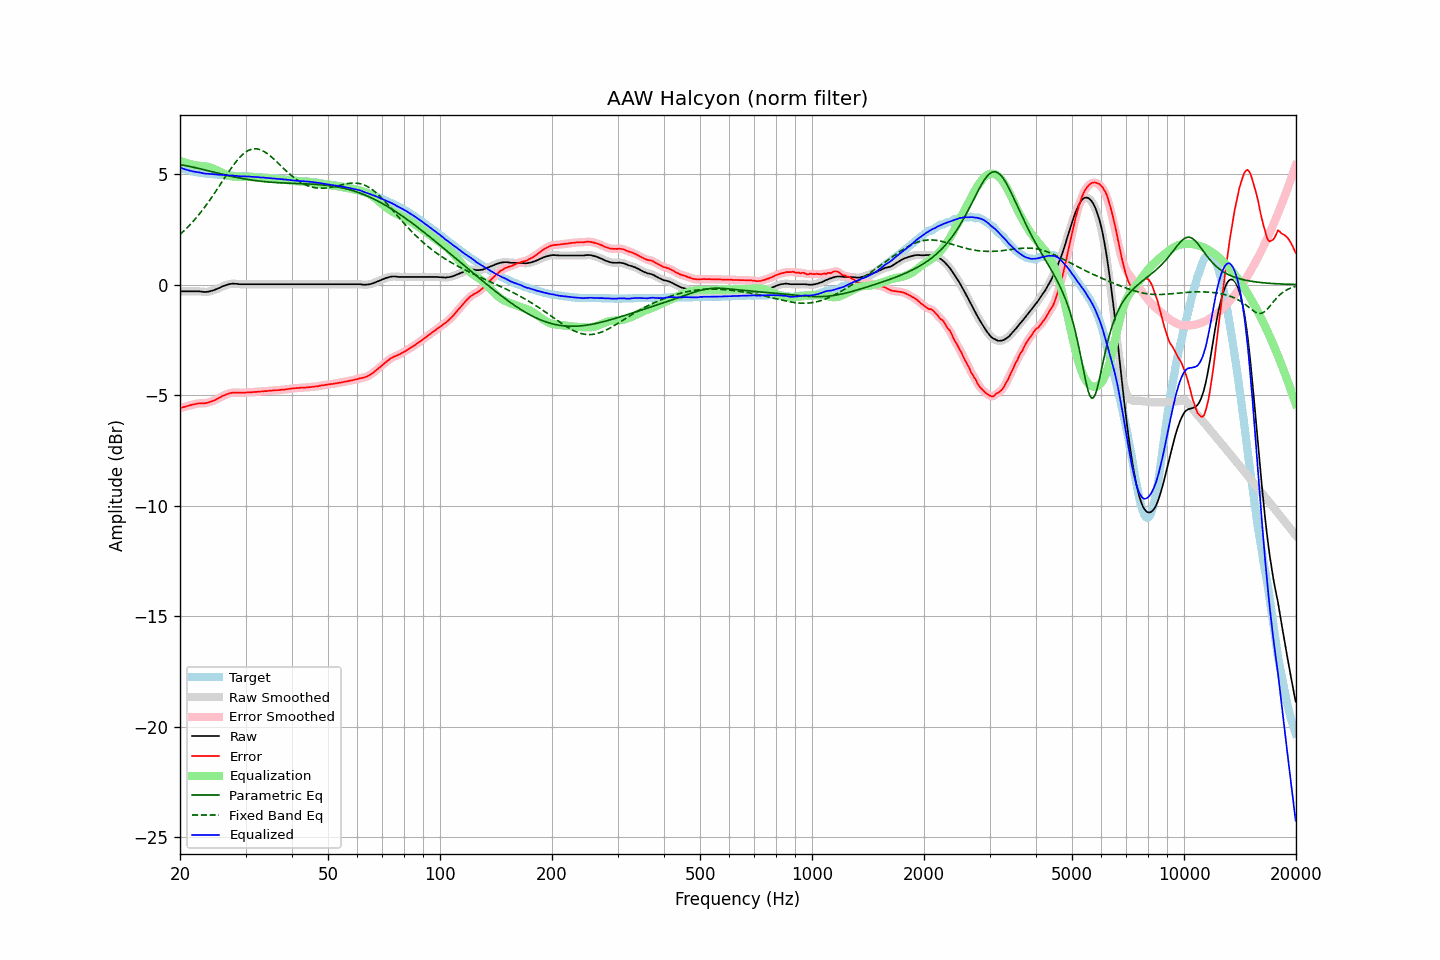 AAW Halcyon (norm filter)
Amplitude (dBr)
5
0
−5
−10
−15
−20
−25
Target
Raw Smoothed
Error Smoothed
Raw
Error
Equalization
Parametric Eq
Fixed Band Eq
Equalized
20
50
100
200
500
1000
2000
5000
10000
20000
Frequency (Hz)